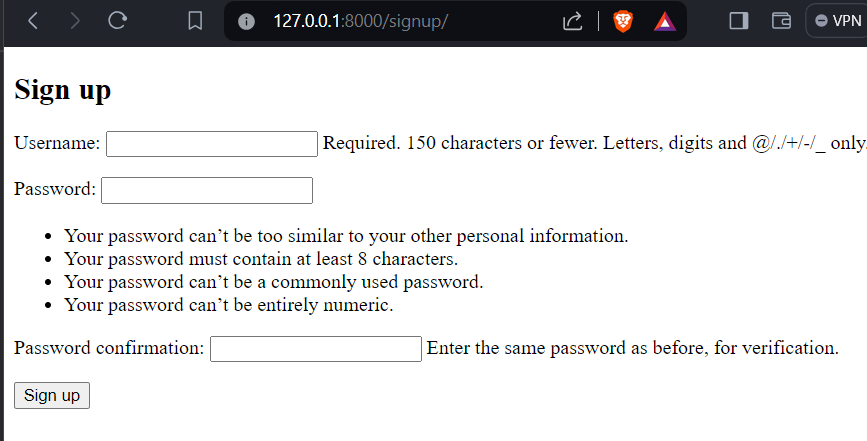 127.0.0.1:8000/signup/ VPN
Sign up
Username: Required. 150 characters or fewer. Letters, digits and @/./+/-/_ only.
Password:
Your password can’t be too similar to your other personal information.
Your password must contain at least 8 characters.
Your password can’t be a commonly used password.
Your password can’t be entirely numeric.
Password confirmation: Enter the same password as before, for verification.
Sign up